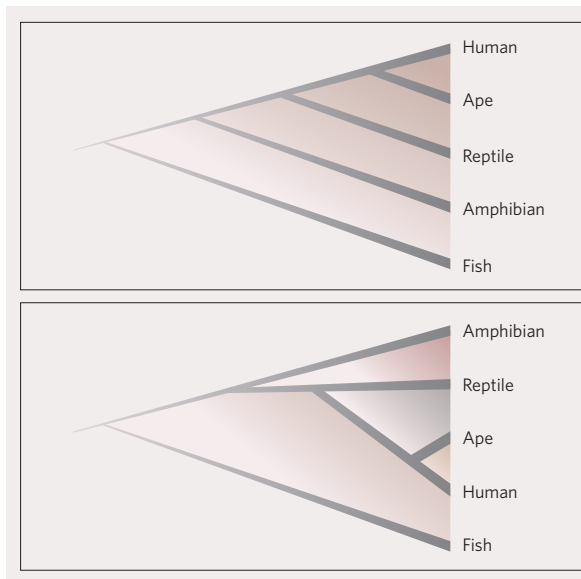 Human
Ape
Reptile
Amphibian
Fish
Amphibian
Reptile
Ape
Human
Fish